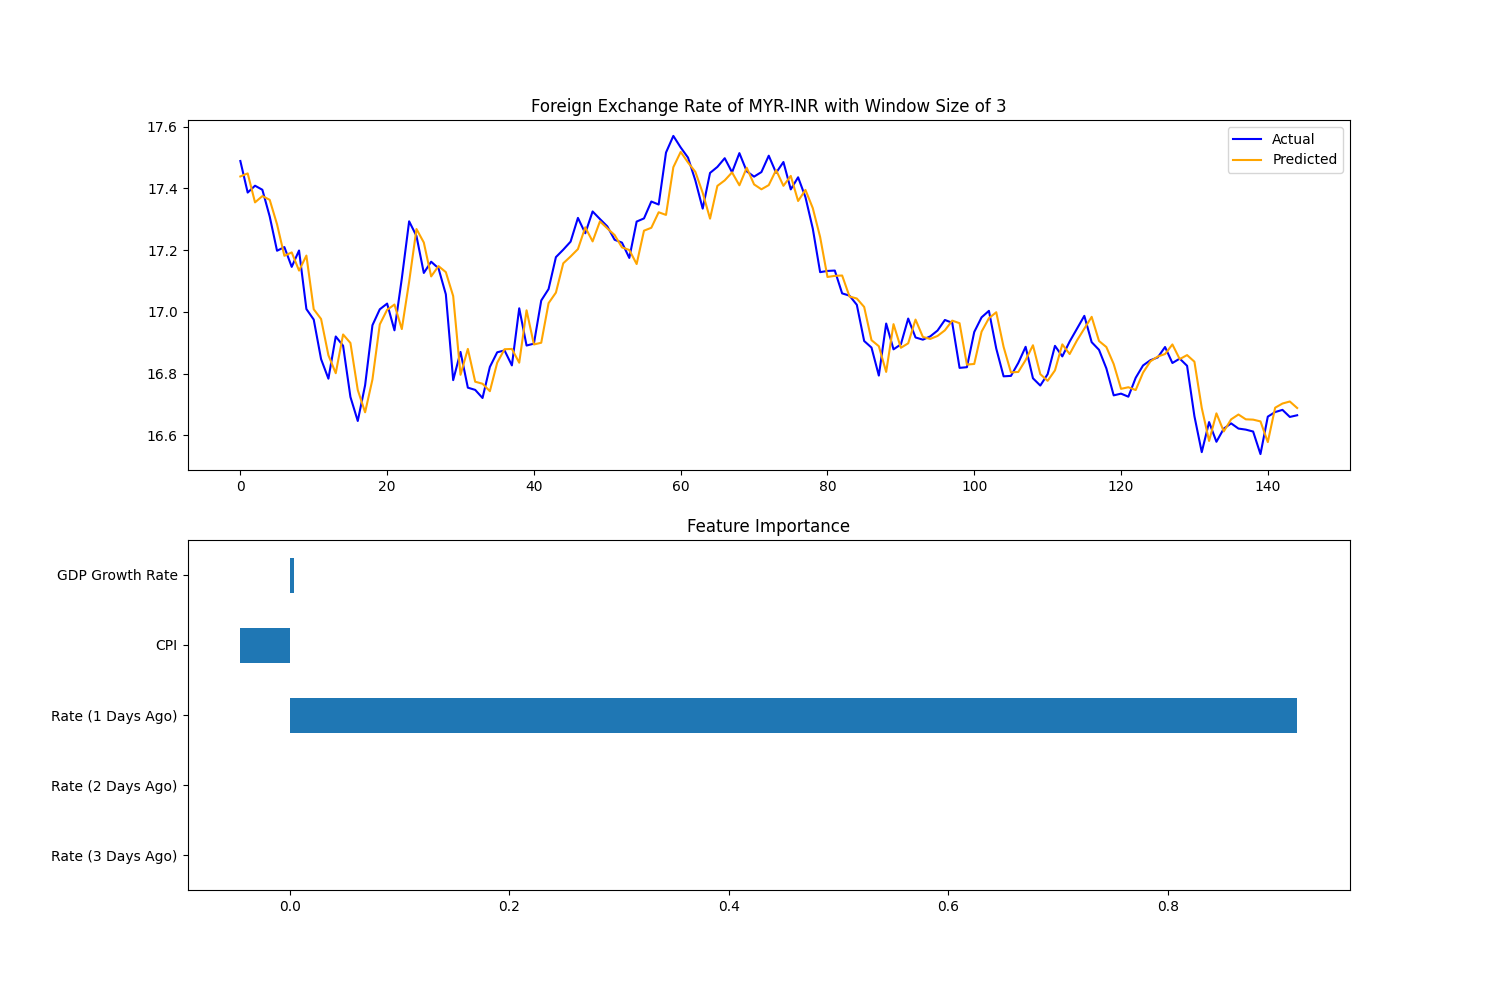 Foreign Exchange Rate of MYR-INR with Window Size of 3
17.6
17.4
17.2
17.0
16.8
16.6
Actual
Predicted
0
20
40
60
80
100
120
140
Feature Importance
GDP Growth Rate
CPI
Rate (1 Days Ago)
Rate (2 Days Ago)
Rate (3 Days Ago)
0.0
0.2
0.4
0.6
0.8